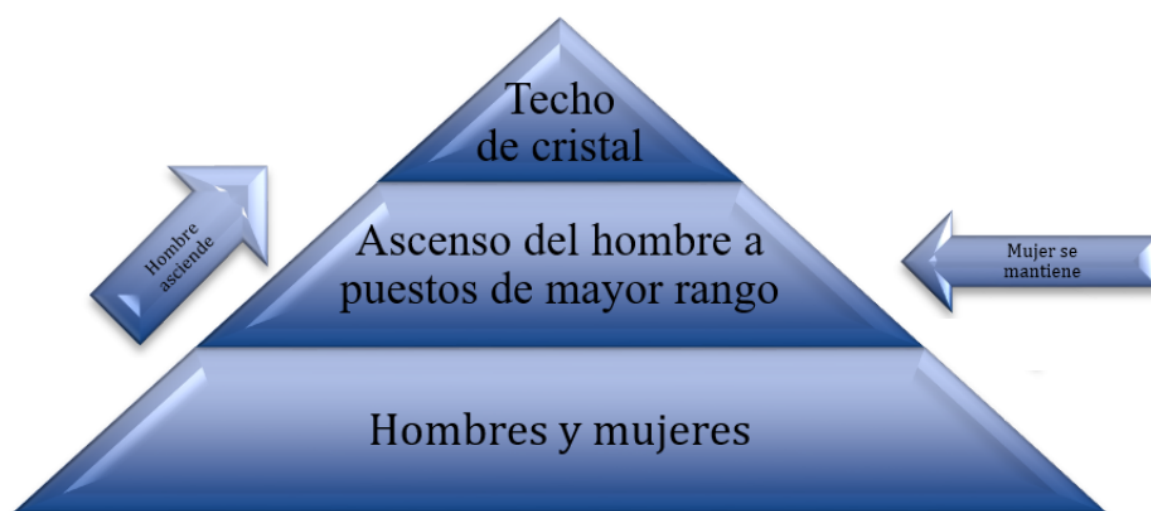 Techo
de cristal
Hombre
asciende
Ascenso del hombre a
puestos de mayor rango
Mujer se
mantiene
Hombres y mujeres